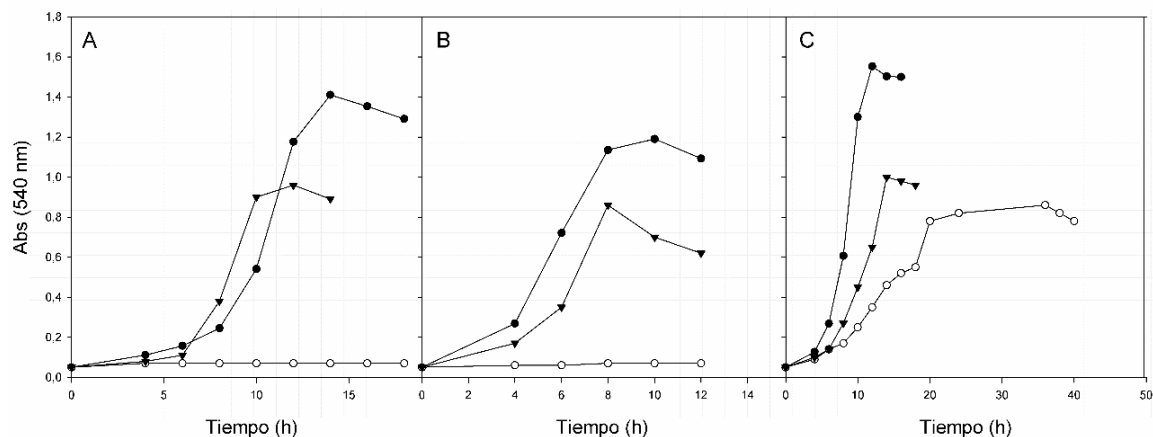 1,8
1,6
1,4
1,2
1,0
0,8
0,6
0,4
0,2
0,0
Abs (540 nm)
A
B
C
0 5 10 15
0 2 4 6 8 10 12 14
0 10 20 30 40 50
Tiempo (h)
Tiempo (h)
Tiempo (h)